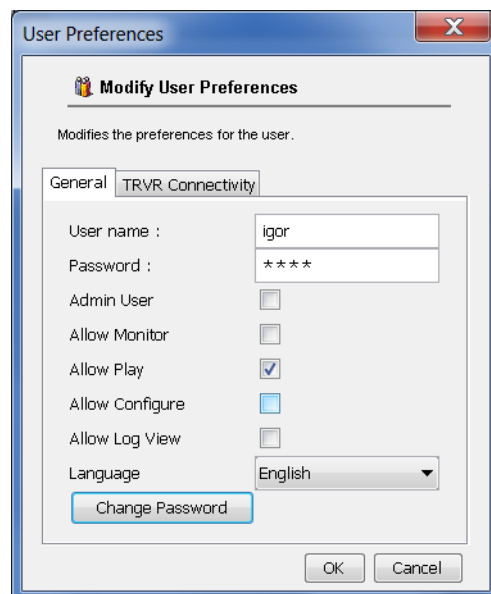 User Preferences
Modify User Preferences
Modifies the preferences for the user.
General TRVR Connectivity
User name : igor
Password : ****
Admin User
Allow Monitor
Allow Play
Allow Configure
Allow Log View
Language English
Change Password
OK Cancel